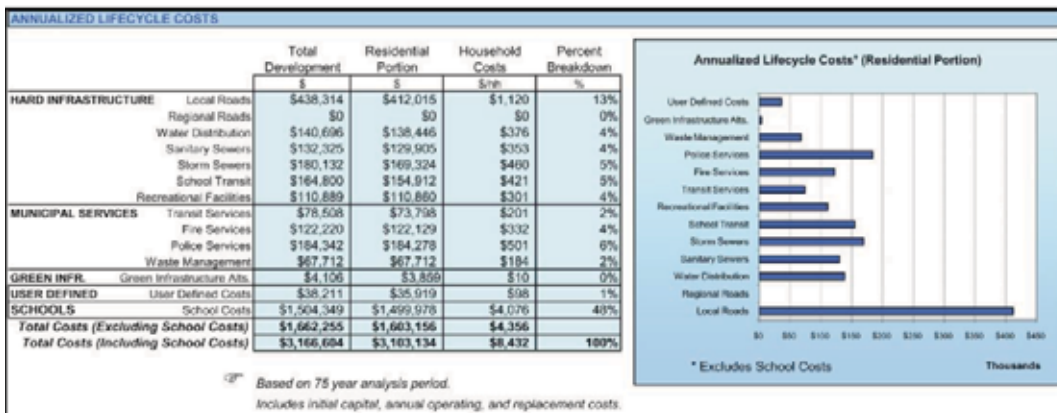 ANNUALIZED LIFECYCLE COSTS
Total Development Residential Portion Household Costs Percent Breakdown
$ $ $/hh %
HARD INFRASTRUCTURE Local Roads $438,314 $412,015 $1,120 13%
Regional Roads $0 $0 $0 0%
Water Distribution $140,696 $138,446 $376 4%
Sanitary Sewers $132,325 $129,905 $353 4%
Storm Sewers $180,132 $169,324 $460 5%
School Transit $164,800 $154,912 $421 5%
Recreational Facilities $110,889 $110,860 $301 4%
MUNICIPAL SERVICES Transit Services $78,508 $73,798 $201 2%
Fire Services $122,220 $122,129 $332 4%
Police Services $184,342 $184,278 $501 6%
Waste Management $67,712 $67,712 $184 2%
GREEN INFR. Green Infrastructure Alts. $4,106 $3,859 $10 0%
USER DEFINED User Defined Costs $38,211 $35,919 $98 1%
SCHOOLS School Costs $1,504,349 $1,499,978 $4,076 48%
Total Costs (Excluding School Costs) $1,662,255 $1,603,156 $4,356
Total Costs (Including School Costs) $3,166,604 $3,103,134 $8,432 100%
☞ Based on 75 year analysis period.
Includes initial capital, annual operating, and replacement costs.
Annualized Lifecycle Costs* (Residential Portion)
User Defined Costs
Green Infrastructure Alts.
Waste Management
Police Services
Fire Services
Transit Services
Recreational Facilities
School Transit
Storm Sewers
Sanitary Sewers
Water Distribution
Regional Roads
Local Roads
$0 $50 $100 $150 $200 $250 $300 $350 $400 $450
* Excludes School Costs Thousands